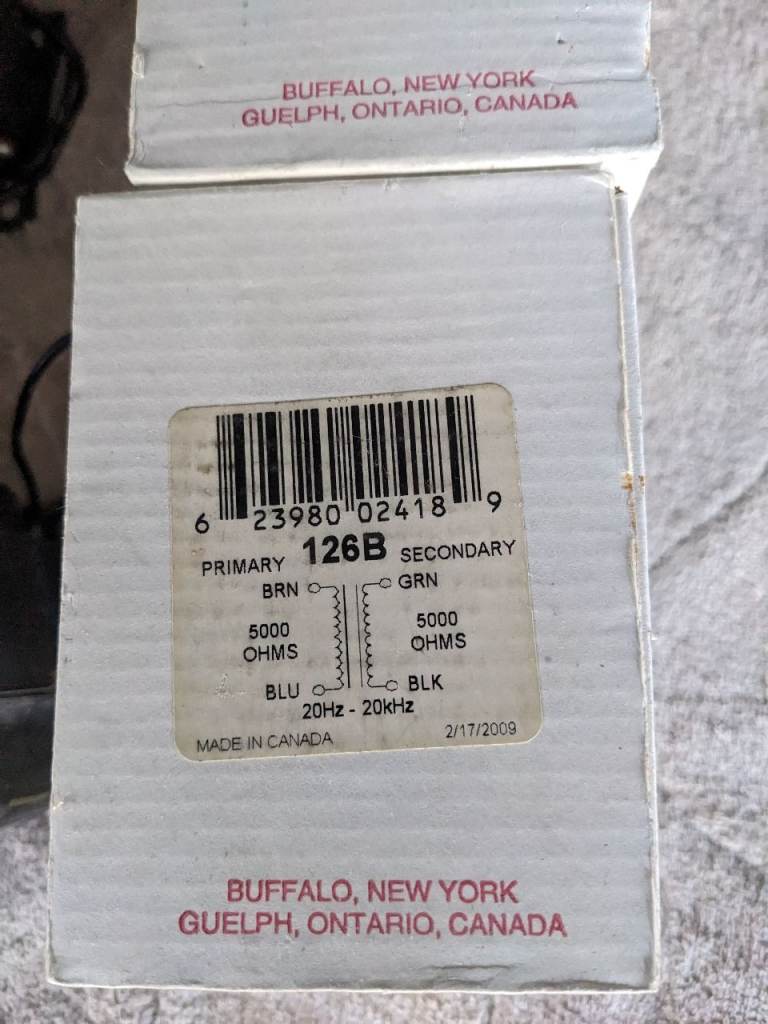 BUFFALO, NEW YORK
GUELPH, ONTARIO, CANADA
6 23980 02418 9
PRIMARY 126B SECONDARY
BRN GRN
5000 5000
OHMS OHMS
BLU BLK
20Hz - 20kHz
MADE IN CANADA 2/17/2009
BUFFALO, NEW YORK
GUELPH, ONTARIO, CANADA